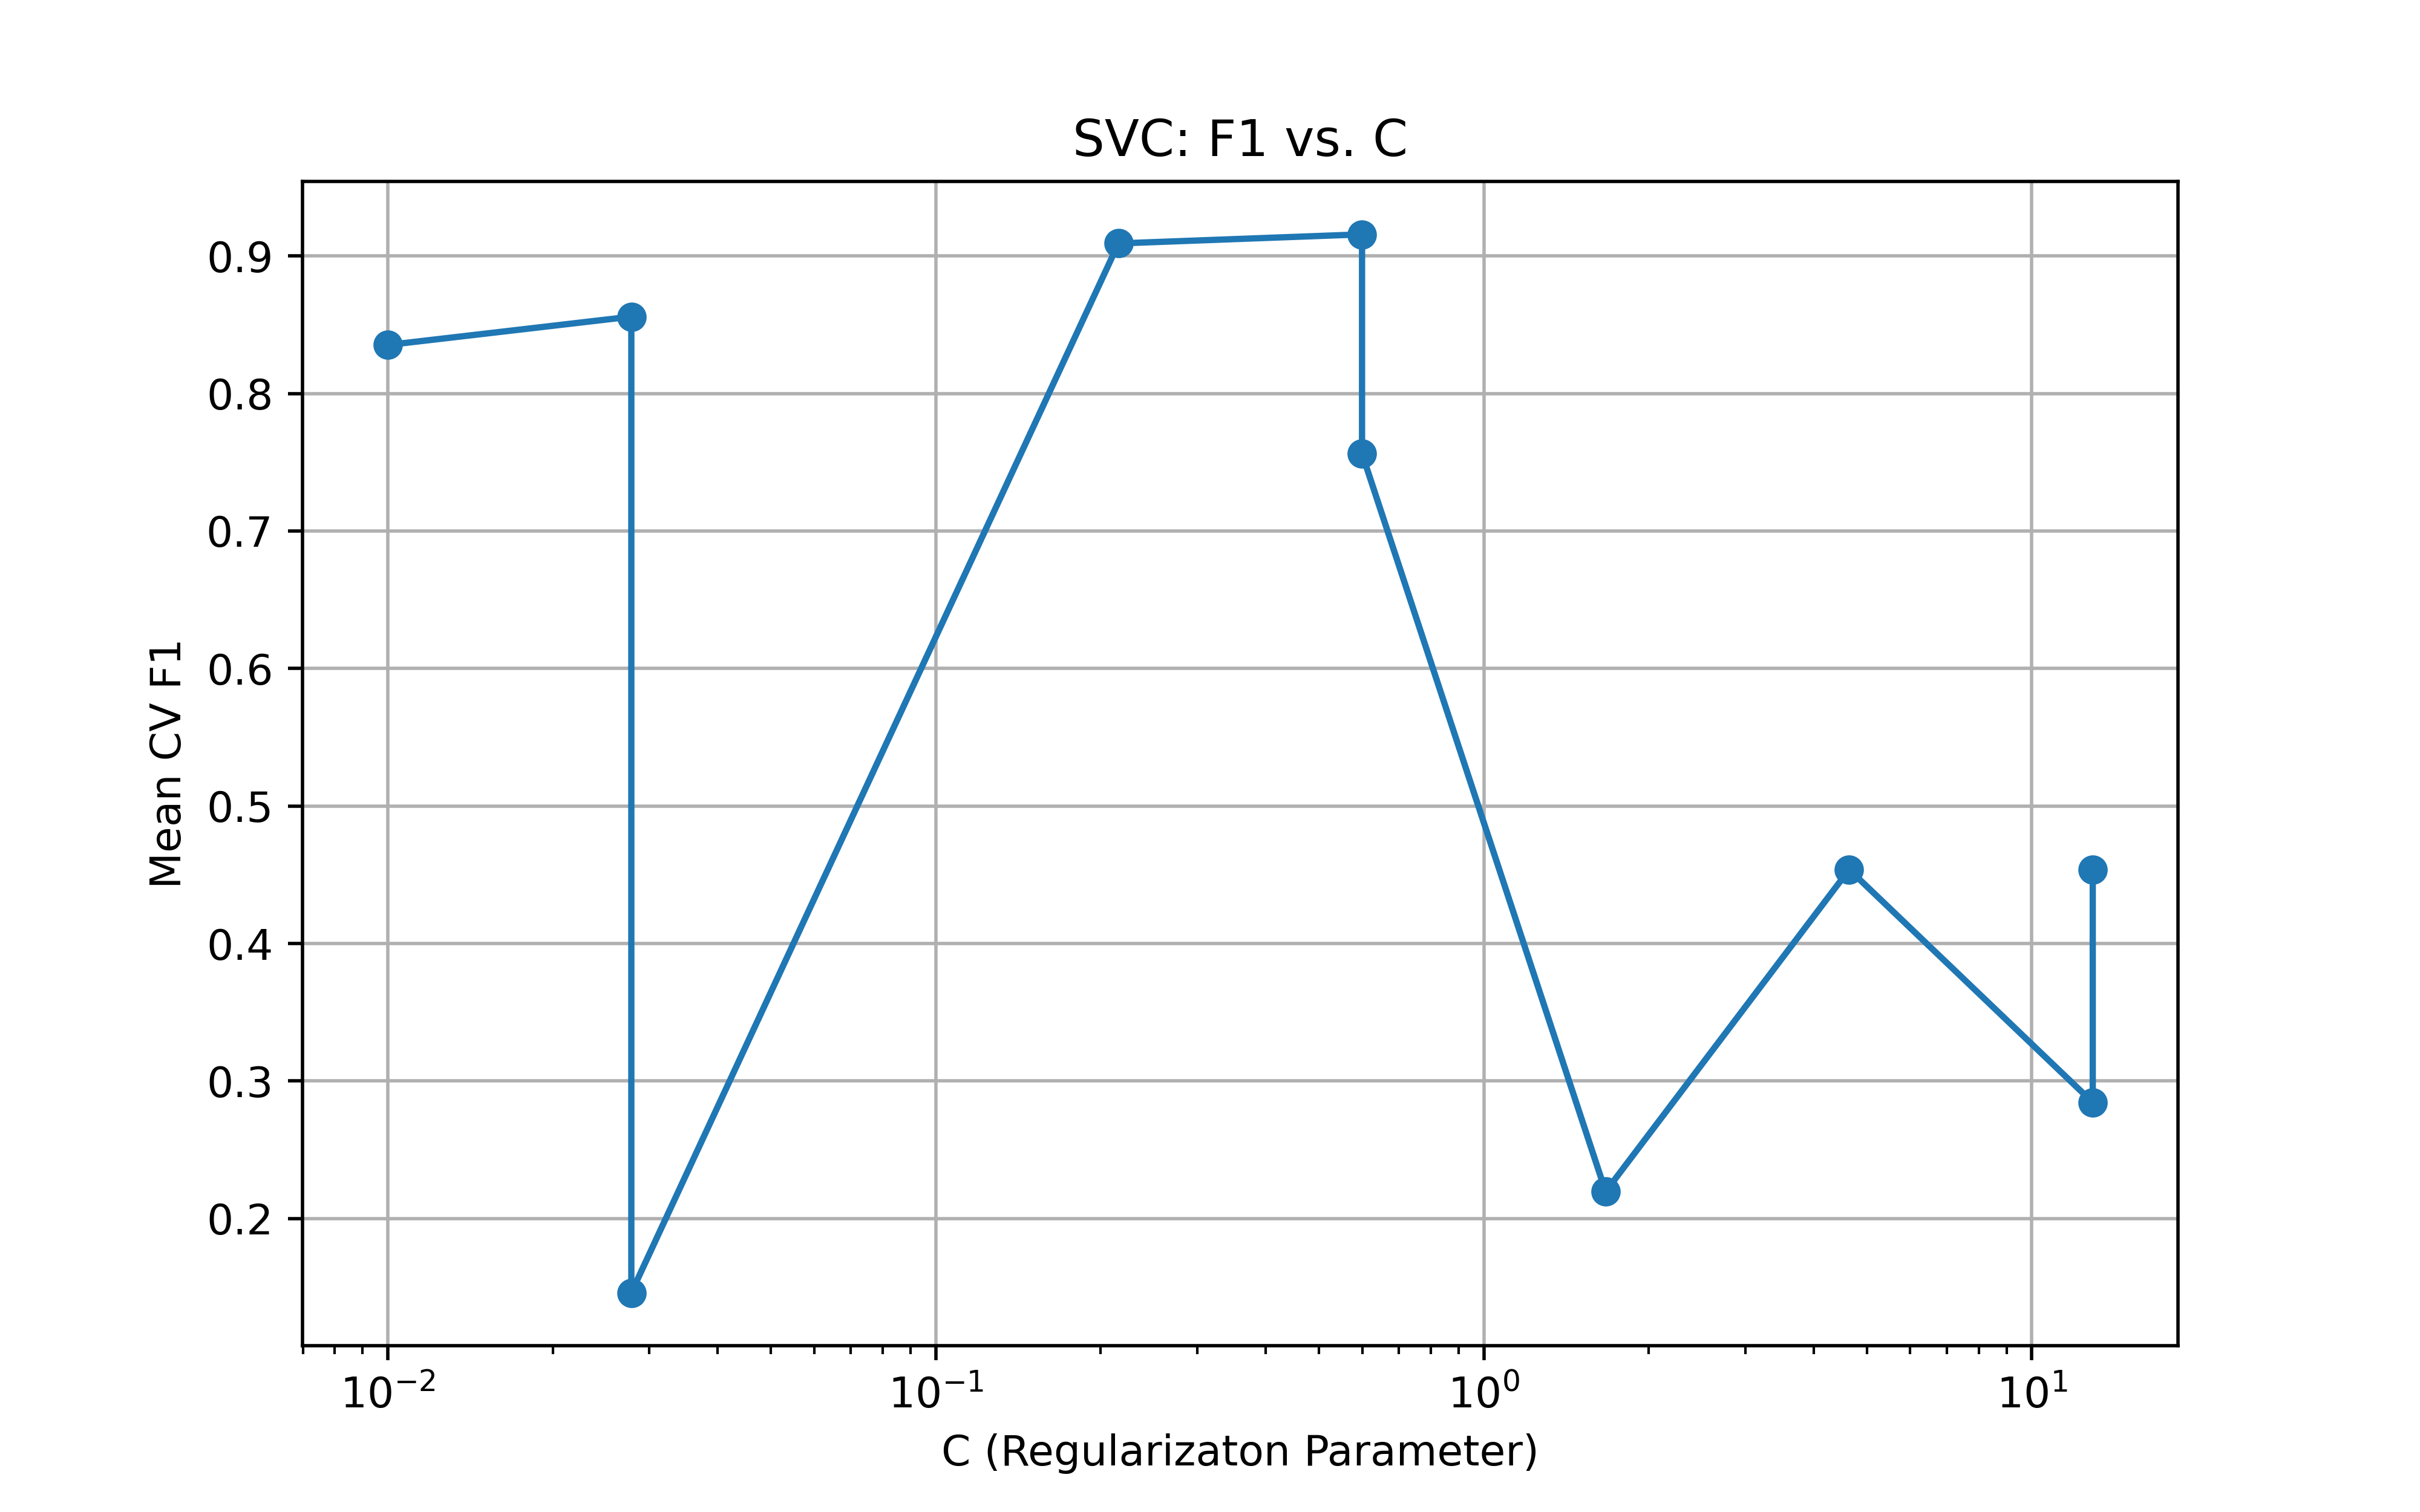 SVC: F1 vs. C
Mean CV F1
0.9
0.8
0.7
0.6
0.5
0.4
0.3
0.2
10⁻² 10⁻¹ 10⁰ 10¹
C (Regularizaton Parameter)